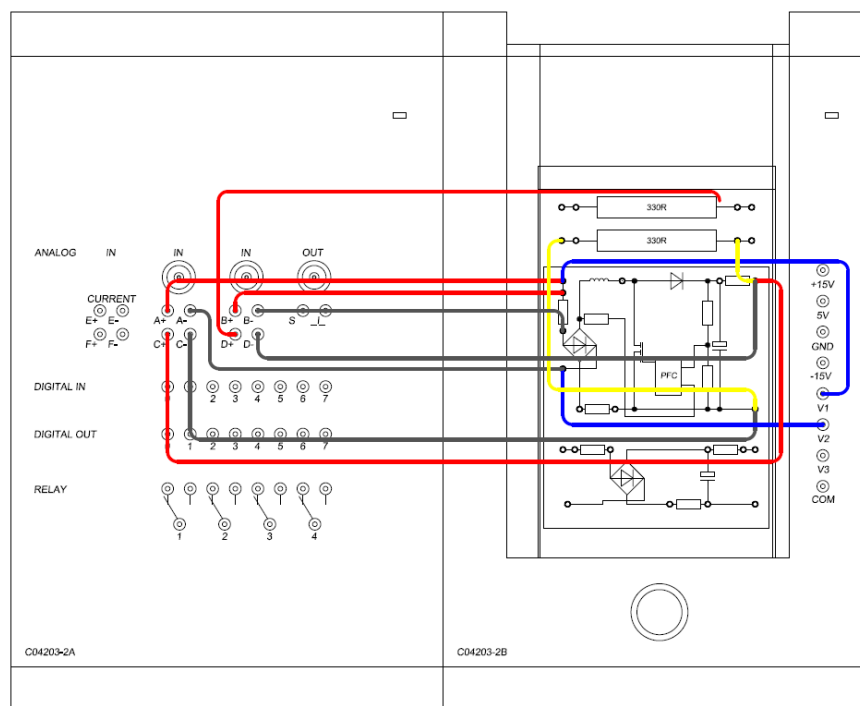 330R
ANALOG IN IN IN OUT
330R
CURRENT
+15V
E+ E- A+ A- B+ B- S _I_
5V
F+ F- C+ C- D+ D-
GND
-15V
PFC
DIGITAL IN 2 3 4 5 6 7
V1
DIGITAL OUT 1 2 3 4 5 6 7
V2
V3
RELAY
COM
1 2 3 4
C04203-2A
C04203-2B